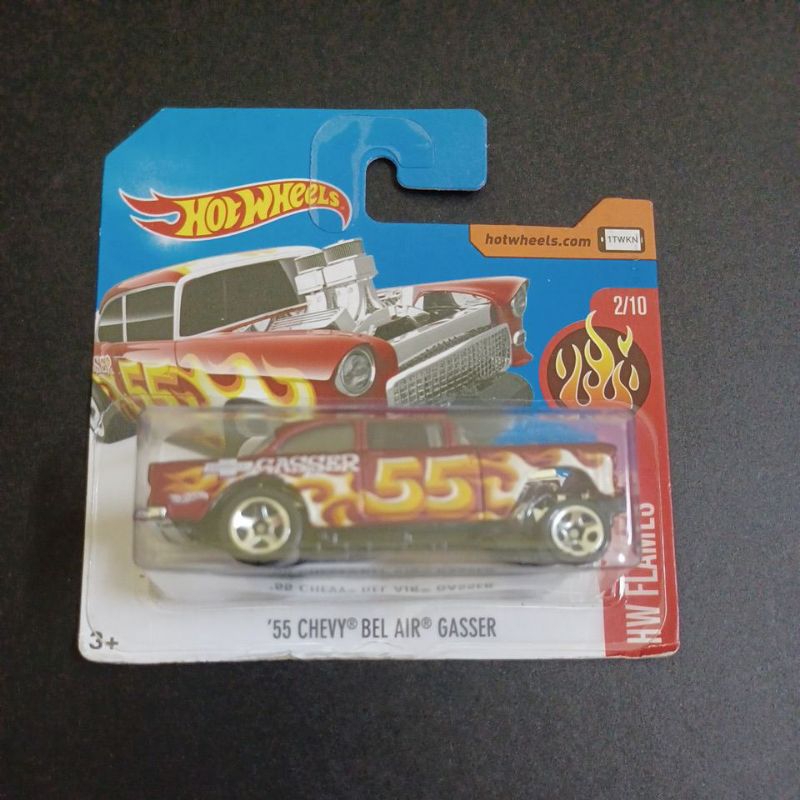 HOT WHEELS
hotwheels.com
1TWKN
2/10
55
GASSER
55
HW FLAMES
'55 CHEVY® BEL AIR® GASSER
3+